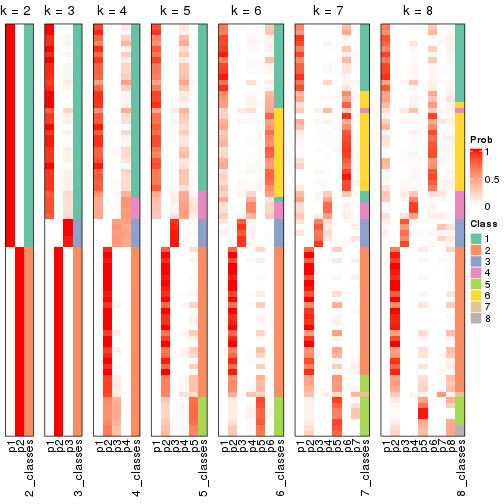 k = 2 k = 3 k = 4 k = 5 k = 6 k = 7 k = 8
Prob
1
0.5
0
Class
1
2
3
4
5
6
7
8
p1 p2 2_classes p1 p2 p3 3_classes p1 p2 p3 p4 4_classes p1 p2 p3 p4 p5 5_classes p1 p2 p3 p4 p5 p6 6_classes p1 p2 p3 p4 p5 p6 p7 7_classes p1 p2 p3 p4 p5 p6 p7 p8 8_classes